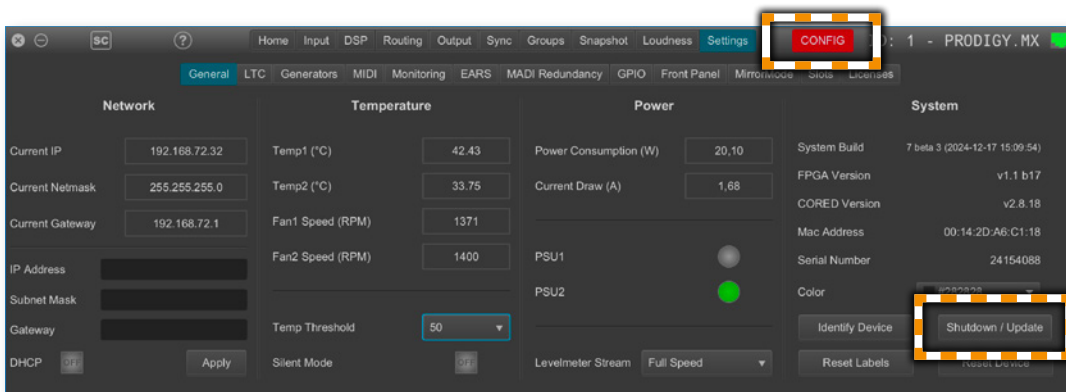 SC ? Home Input DSP Routing Output Sync Groups Snapshot Loudness Settings CONFIG : 1 - PRODIGY.MX
General LTC Generators MIDI Monitoring EARS MADI Redundancy GPIO Front Panel MirrorMode Slots Licenses
Network
Current IP 192.168.72.32
Current Netmask 255.255.255.0
Current Gateway 192.168.72.1
IP Address
Subnet Mask
Gateway
DHCP OFF Apply
Temperature
Temp1 (°C) 42.43
Temp2 (°C) 33.75
Fan1 Speed (RPM) 1371
Fan2 Speed (RPM) 1400
Temp Threshold 50
Silent Mode OFF
Power
Power Consumption (W) 20,10
Current Draw (A) 1,68
PSU1
PSU2
Levelmeter Stream Full Speed
System
System Build 7 beta 3 (2024-12-17 15:09:54)
FPGA Version v1.1 b17
CORED Version v2.8.18
Mac Address 00:14:2D:A6:C1:18
Serial Number 24154088
Color #282828
Identify Device Shutdown / Update
Reset Labels Reset Device